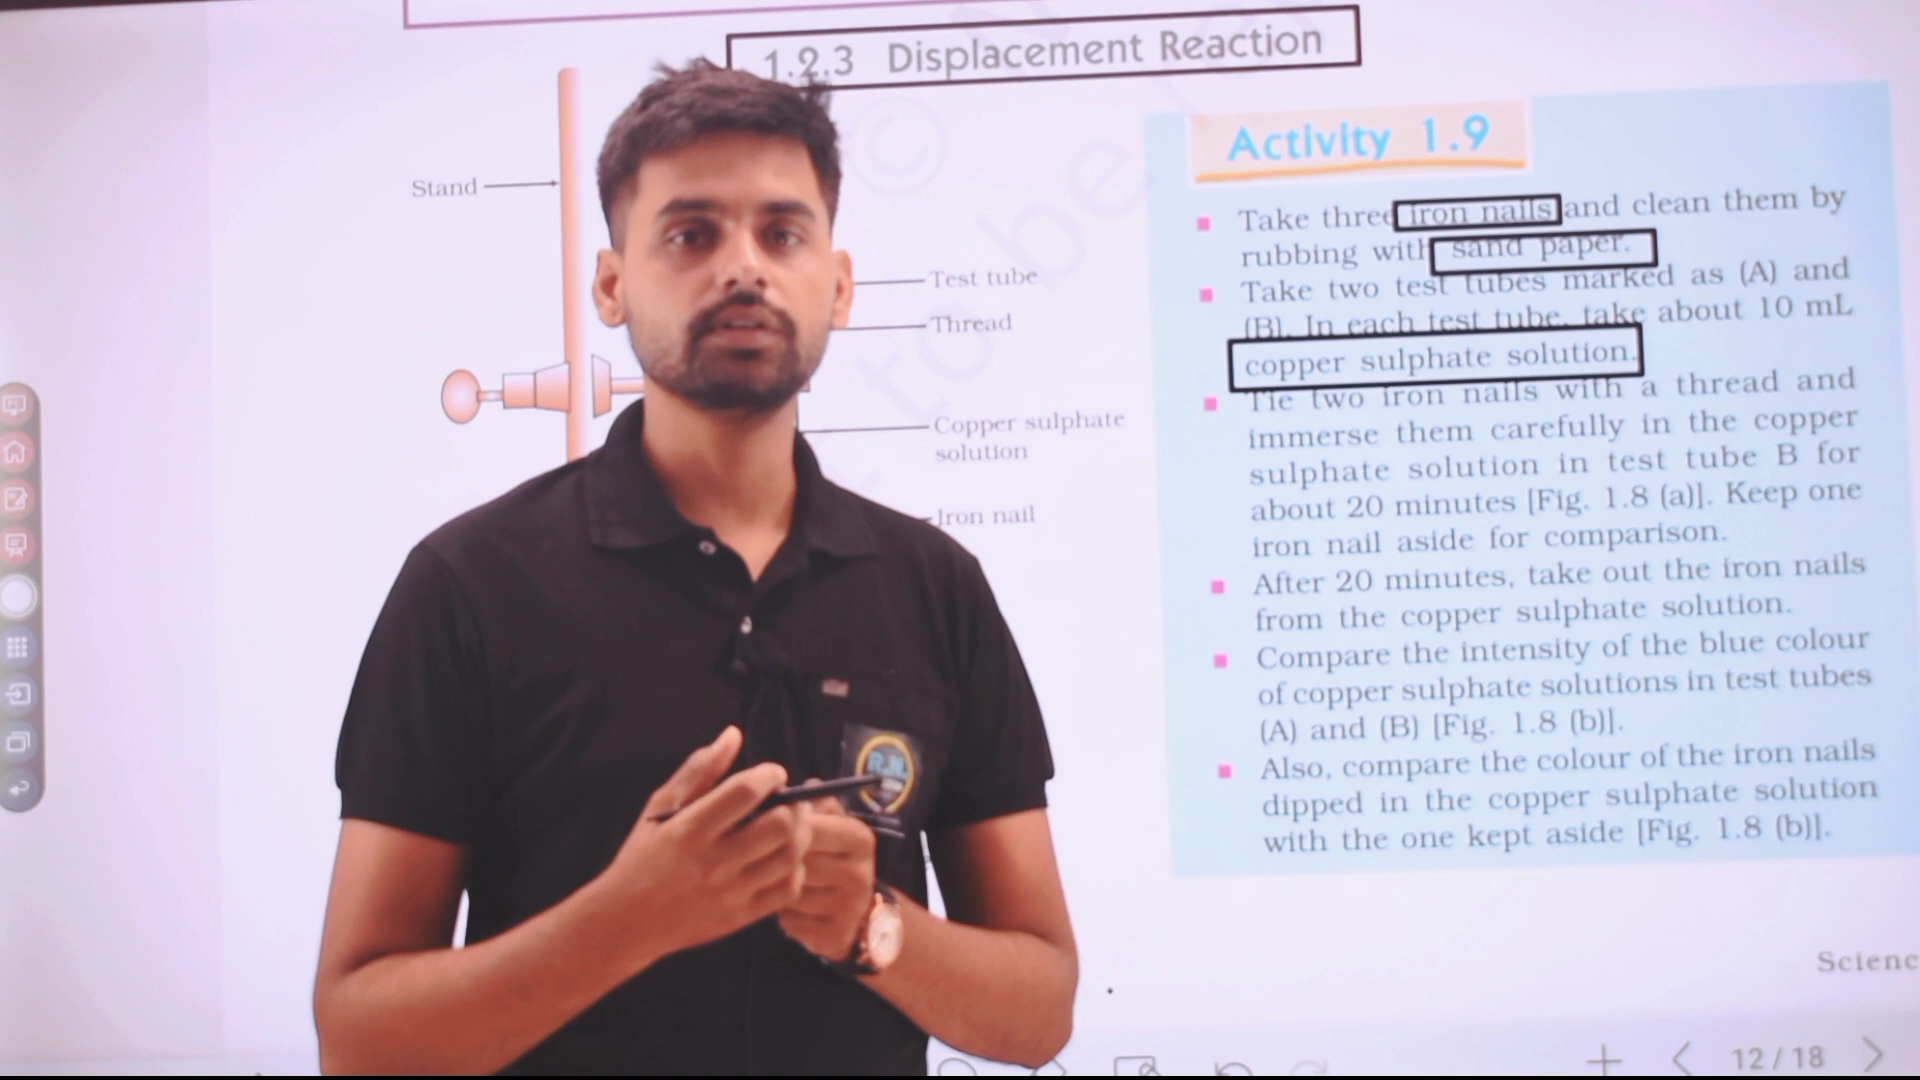 1.2.3 Displacement Reaction
Stand
Test tube
Thread
Copper sulphate
solution
Iron nail
Activity 1.9
Take three iron nails and clean them by
rubbing with sand paper.
Take two test tubes marked as (A) and
(B). In each test tube, take about 10 mL
copper sulphate solution.
Tie two iron nails with a thread and
immerse them carefully in the copper
sulphate solution in test tube B for
about 20 minutes [Fig. 1.8 (a)]. Keep one
iron nail aside for comparison.
After 20 minutes, take out the iron nails
from the copper sulphate solution.
Compare the intensity of the blue colour
of copper sulphate solutions in test tubes
(A) and (B) [Fig. 1.8 (b)].
Also, compare the colour of the iron nails
dipped in the copper sulphate solution
with the one kept aside [Fig. 1.8 (b)].
Scienc
12 / 18
© 
to be